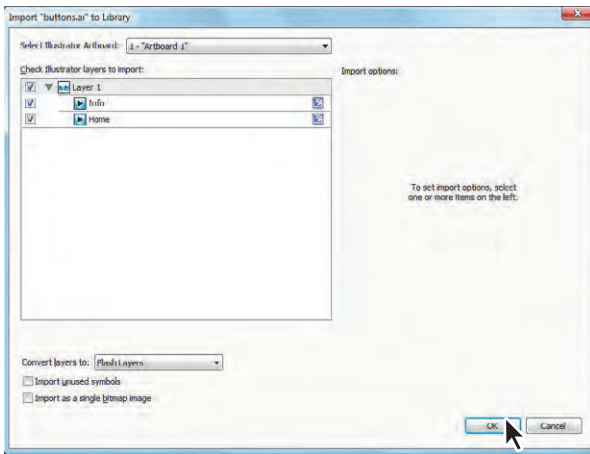 Import "buttons.ai" to Library
Select Illustrator Artboard: 1 - "Artboard 1"
Check Illustrator layers to import:
Import options:
Layer 1
Info
Home
To set import options, select
one or more items on the left.
Convert layers to: Flash Layers
Import unused symbols
Import as a single bitmap image
OK Cancel